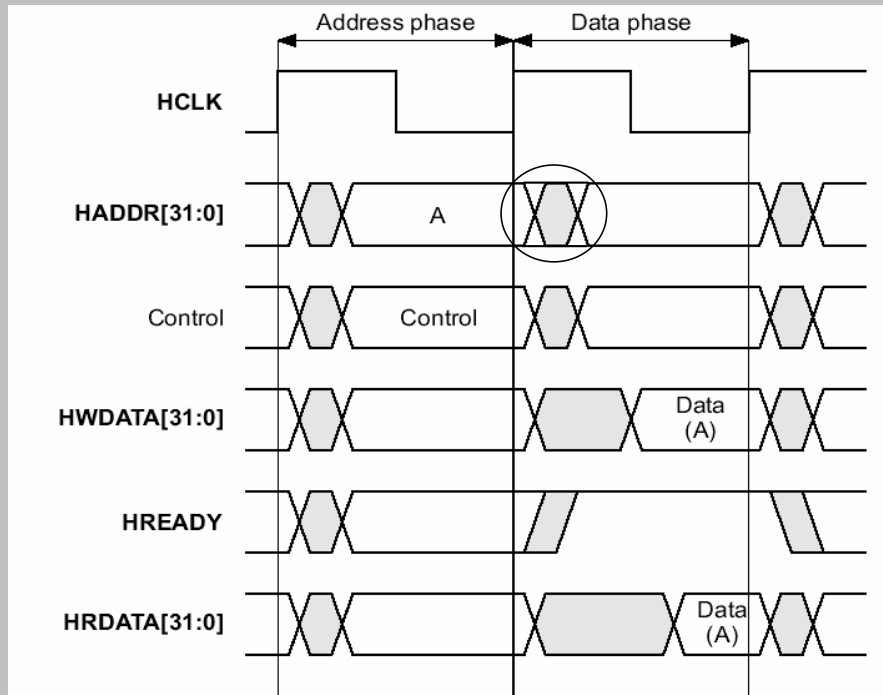 Address phase
Data phase
HCLK
HADDR[31:0]
A
Control
Control
HWDATA[31:0]
Data
(A)
HREADY
HRDATA[31:0]
Data
(A)